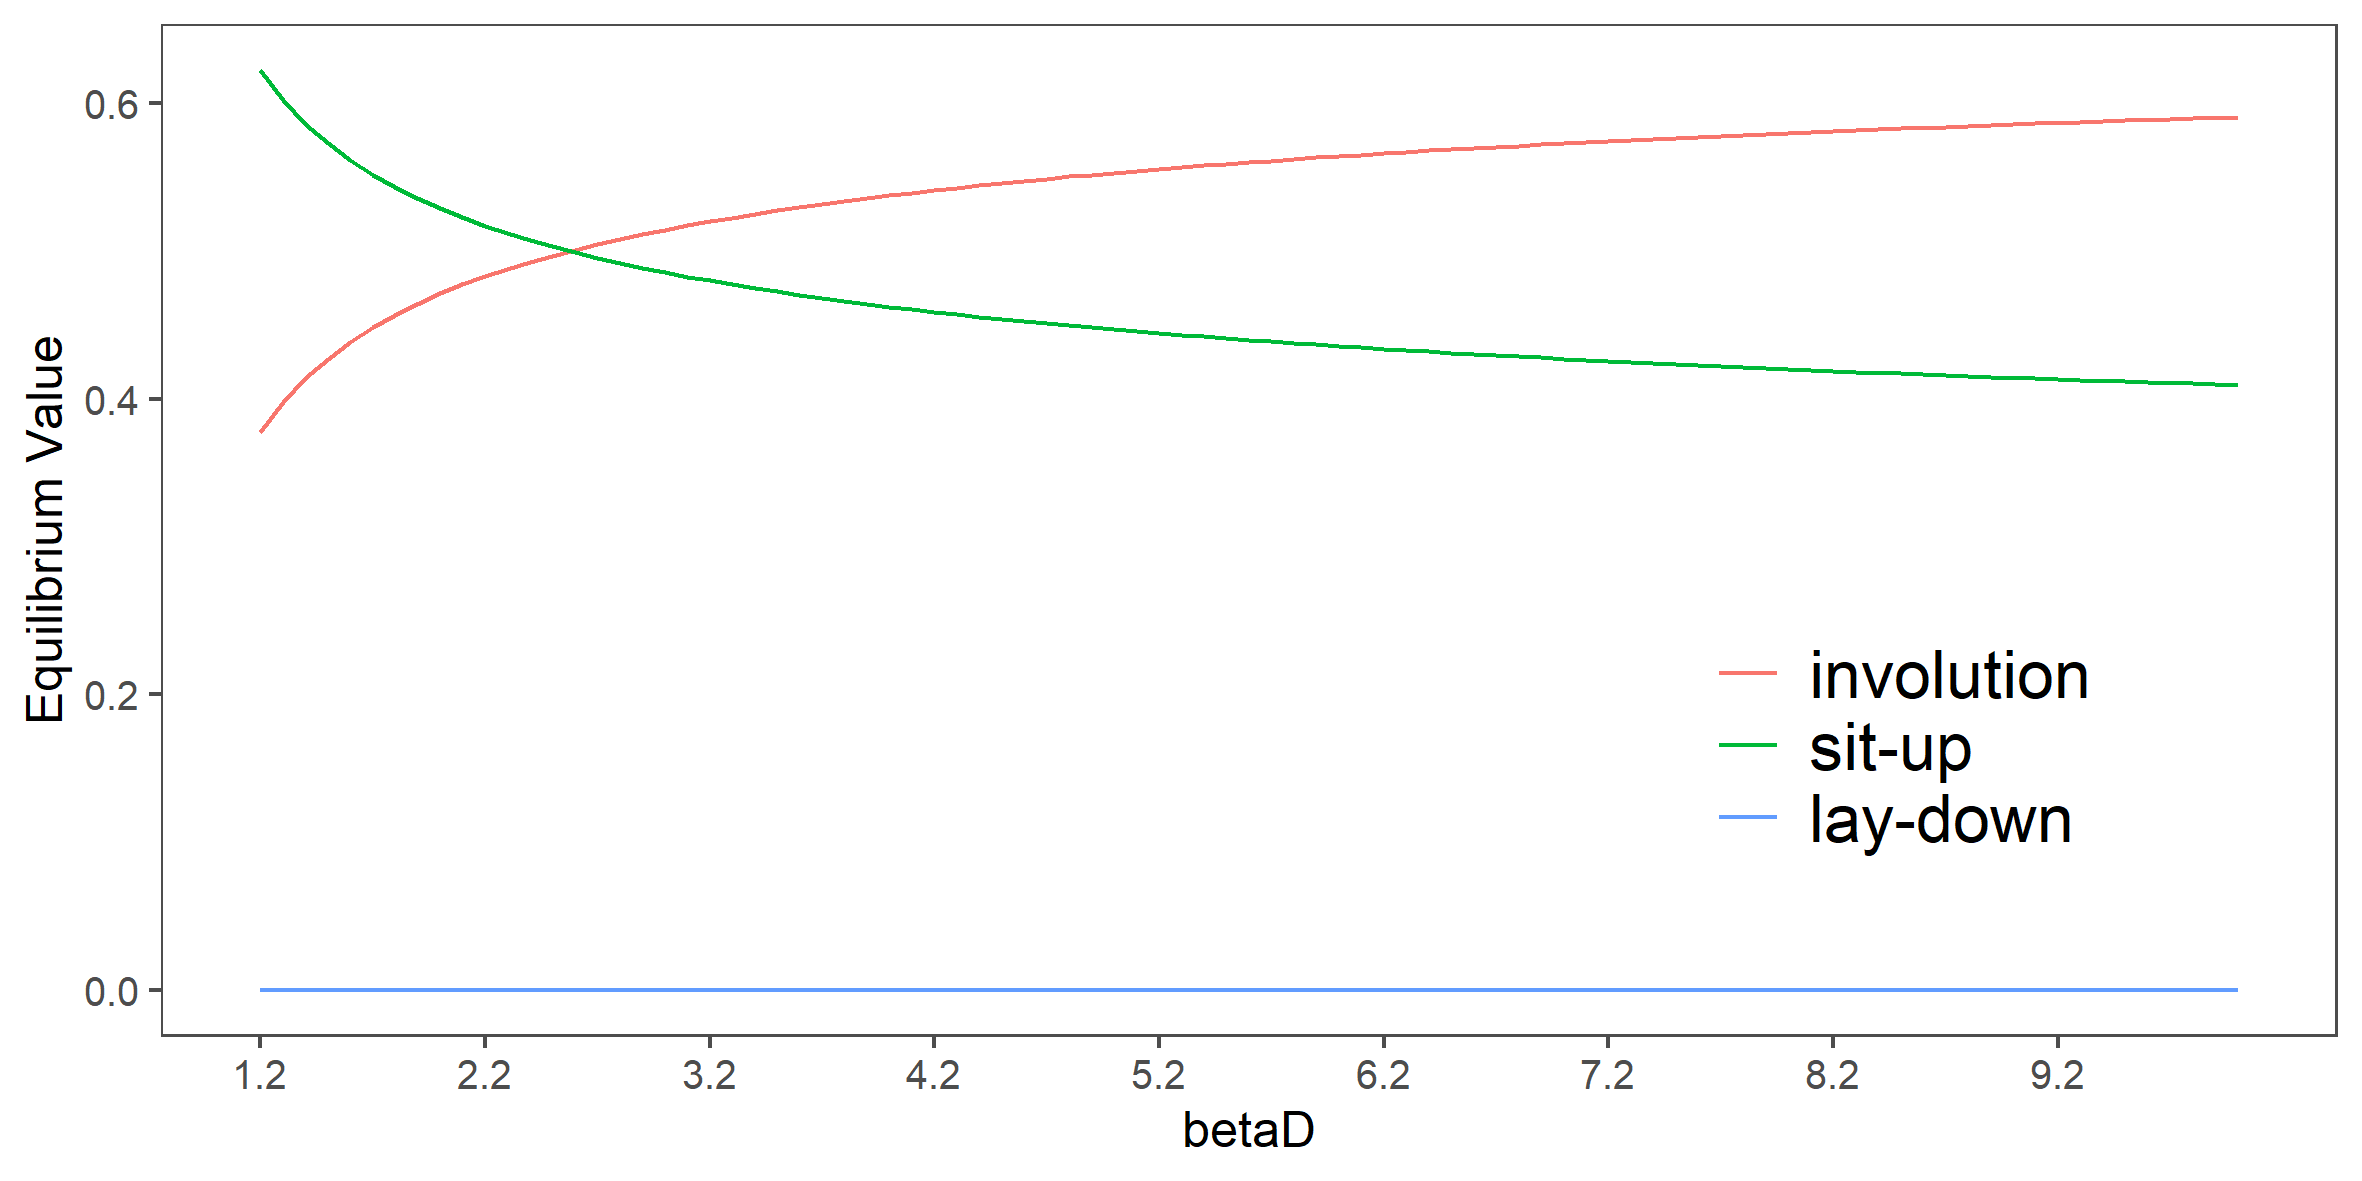 Equilibrium Value
0.6
0.4
0.2
0.0
involution
sit-up
lay-down
1.2 2.2 3.2 4.2 5.2 6.2 7.2 8.2 9.2
betaD